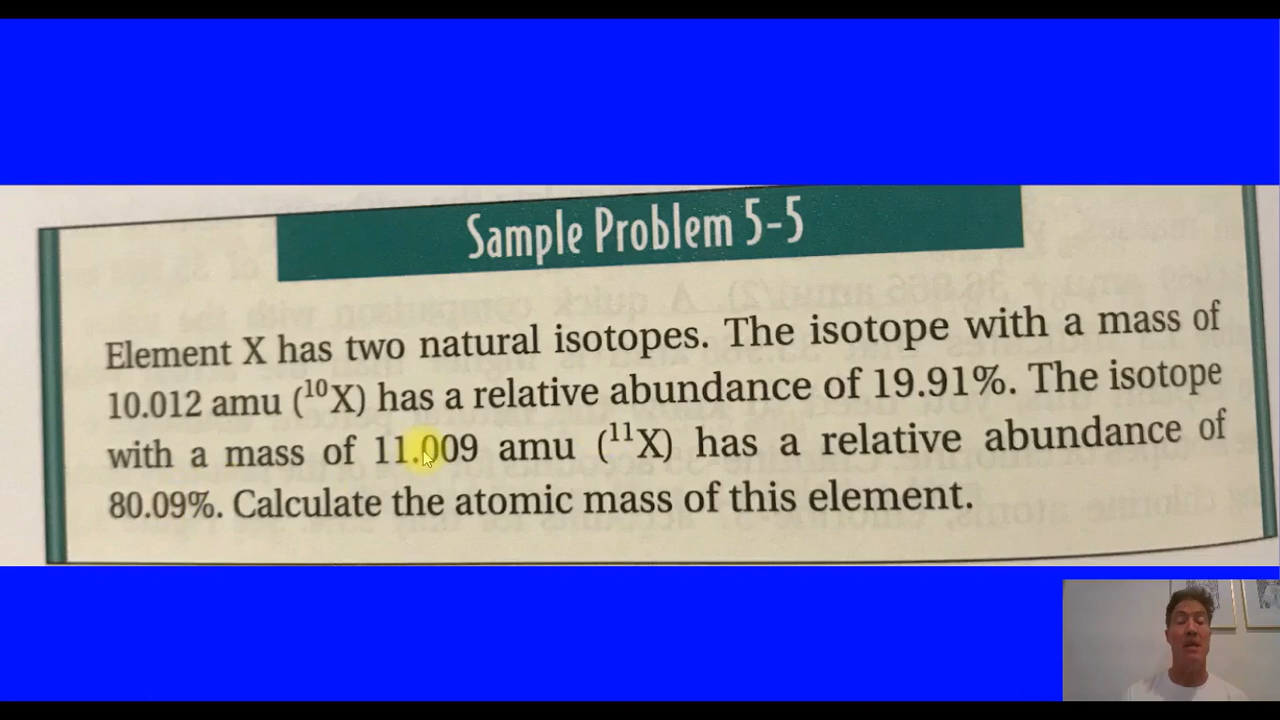 Sample Problem 5-5
Element X has two natural isotopes. The isotope with a mass of
10.012 amu (¹⁰X) has a relative abundance of 19.91%. The isotope
with a mass of 11.009 amu (¹¹X) has a relative abundance of
80.09%. Calculate the atomic mass of this element.